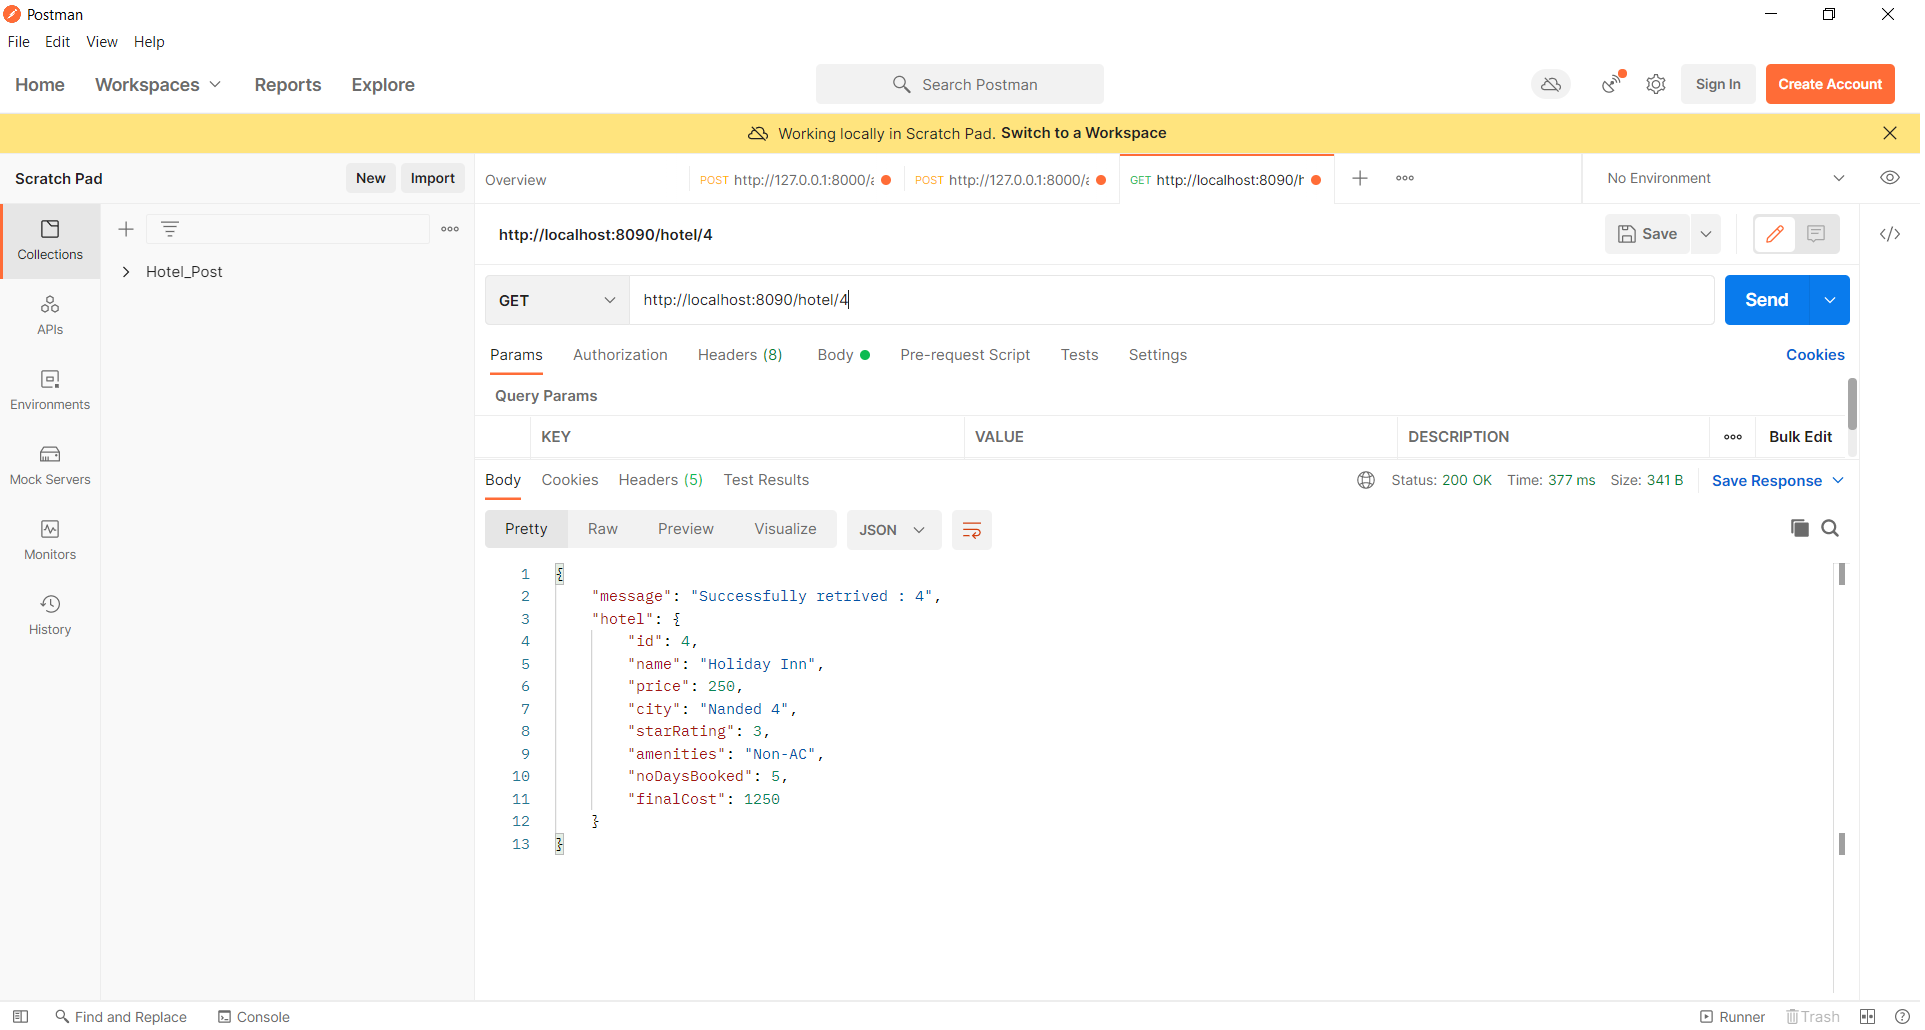 Postman
File Edit View Help
Home Workspaces Reports Explore Search Postman Sign In Create Account
Working locally in Scratch Pad. Switch to a Workspace
Scratch Pad New Import Overview POST http://127.0.0.1:8000/a POST http://127.0.0.1:8000/a GET http://localhost:8090/h No Environment
http://localhost:8090/hotel/4 Save
Collections
Hotel_Post
GET http://localhost:8090/hotel/4 Send
APIs
Params Authorization Headers (8) Body Pre-request Script Tests Settings Cookies
Query Params
Environments
KEY VALUE DESCRIPTION Bulk Edit
Mock Servers
Body Cookies Headers (5) Test Results Status: 200 OK Time: 377 ms Size: 341 B Save Response
Pretty Raw Preview Visualize JSON
Monitors
History
1 {
2 "message": "Successfully retrived : 4",
3 "hotel": {
4 "id": 4,
5 "name": "Holiday Inn",
6 "price": 250,
7 "city": "Nanded 4",
8 "starRating": 3,
9 "amenities": "Non-AC",
10 "noDaysBooked": 5,
11 "finalCost": 1250
12 }
13 }
Find and Replace Console Runner Trash